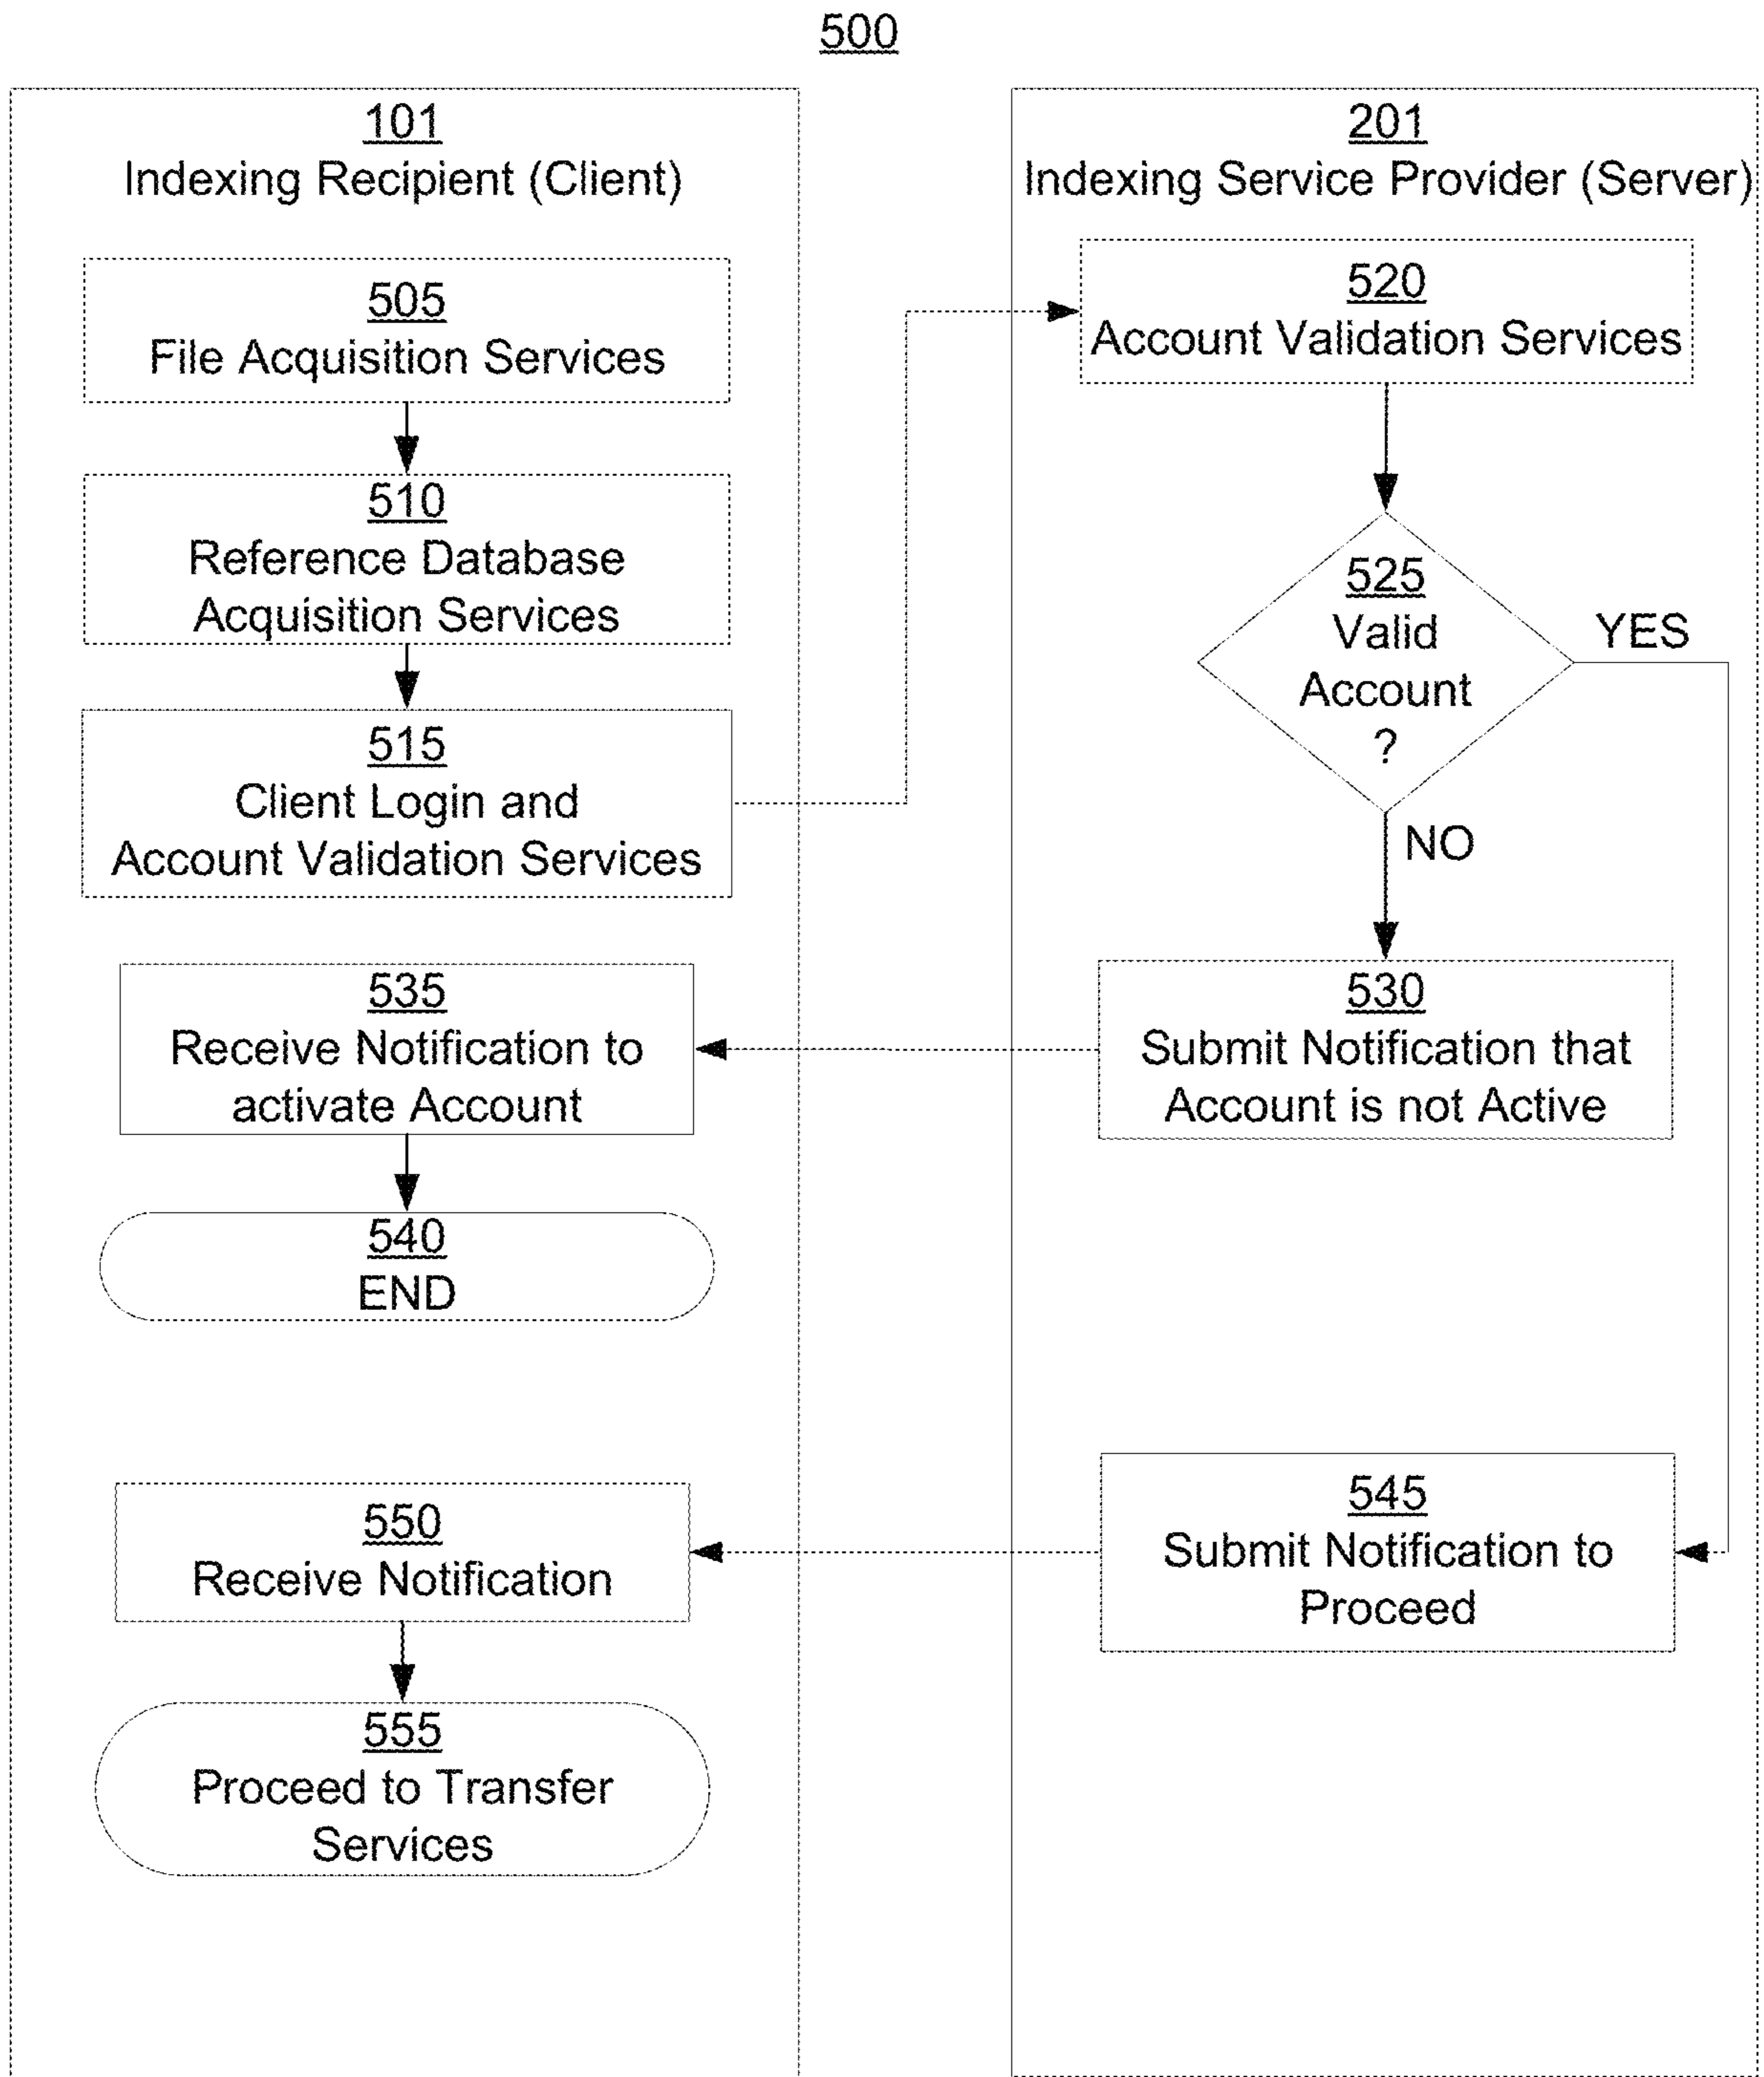 500
101
Indexing Recipient (Client)
505
File Acquisition Services
510
Reference Database
Acquisition Services
515
Client Login and
Account Validation Services
535
Receive Notification to
activate Account
540
END
550
Receive Notification
555
Proceed to Transfer
Services
201
Indexing Service Provider (Server)
520
Account Validation Services
525
Valid
Account
?
YES
NO
530
Submit Notification that
Account is not Active
545
Submit Notification to
Proceed